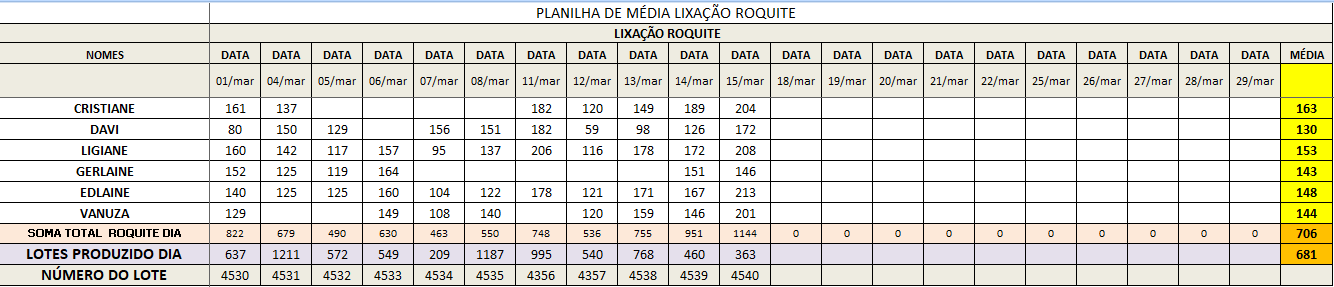 PLANILHA DE MÉDIA LIXAÇÃO ROQUITE
LIXAÇÃO ROQUITE
NOMES DATA DATA DATA DATA DATA DATA DATA DATA DATA DATA DATA DATA DATA DATA DATA DATA DATA DATA DATA DATA DATA MÉDIA
01/mar 04/mar 05/mar 06/mar 07/mar 08/mar 11/mar 12/mar 13/mar 14/mar 15/mar 18/mar 19/mar 20/mar 21/mar 22/mar 25/mar 26/mar 27/mar 28/mar 29/mar
CRISTIANE 161 137 182 120 149 189 204 163
DAVI 80 150 129 156 151 182 59 98 126 172 130
LIGIANE 160 142 117 157 95 137 206 116 178 172 208 153
GERLAINE 152 125 119 164 151 146 143
EDLAINE 140 125 125 160 104 122 178 121 171 167 213 148
VANUZA 129 149 108 140 120 159 146 201 144
SOMA TOTAL ROQUITE DIA 822 679 490 630 463 550 748 536 755 951 1144 0 0 0 0 0 0 0 0 0 0 706
LOTES PRODUZIDO DIA 637 1211 572 549 209 1187 995 540 768 460 363 681
NÚMERO DO LOTE 4530 4531 4532 4533 4534 4535 4356 4357 4538 4539 4540